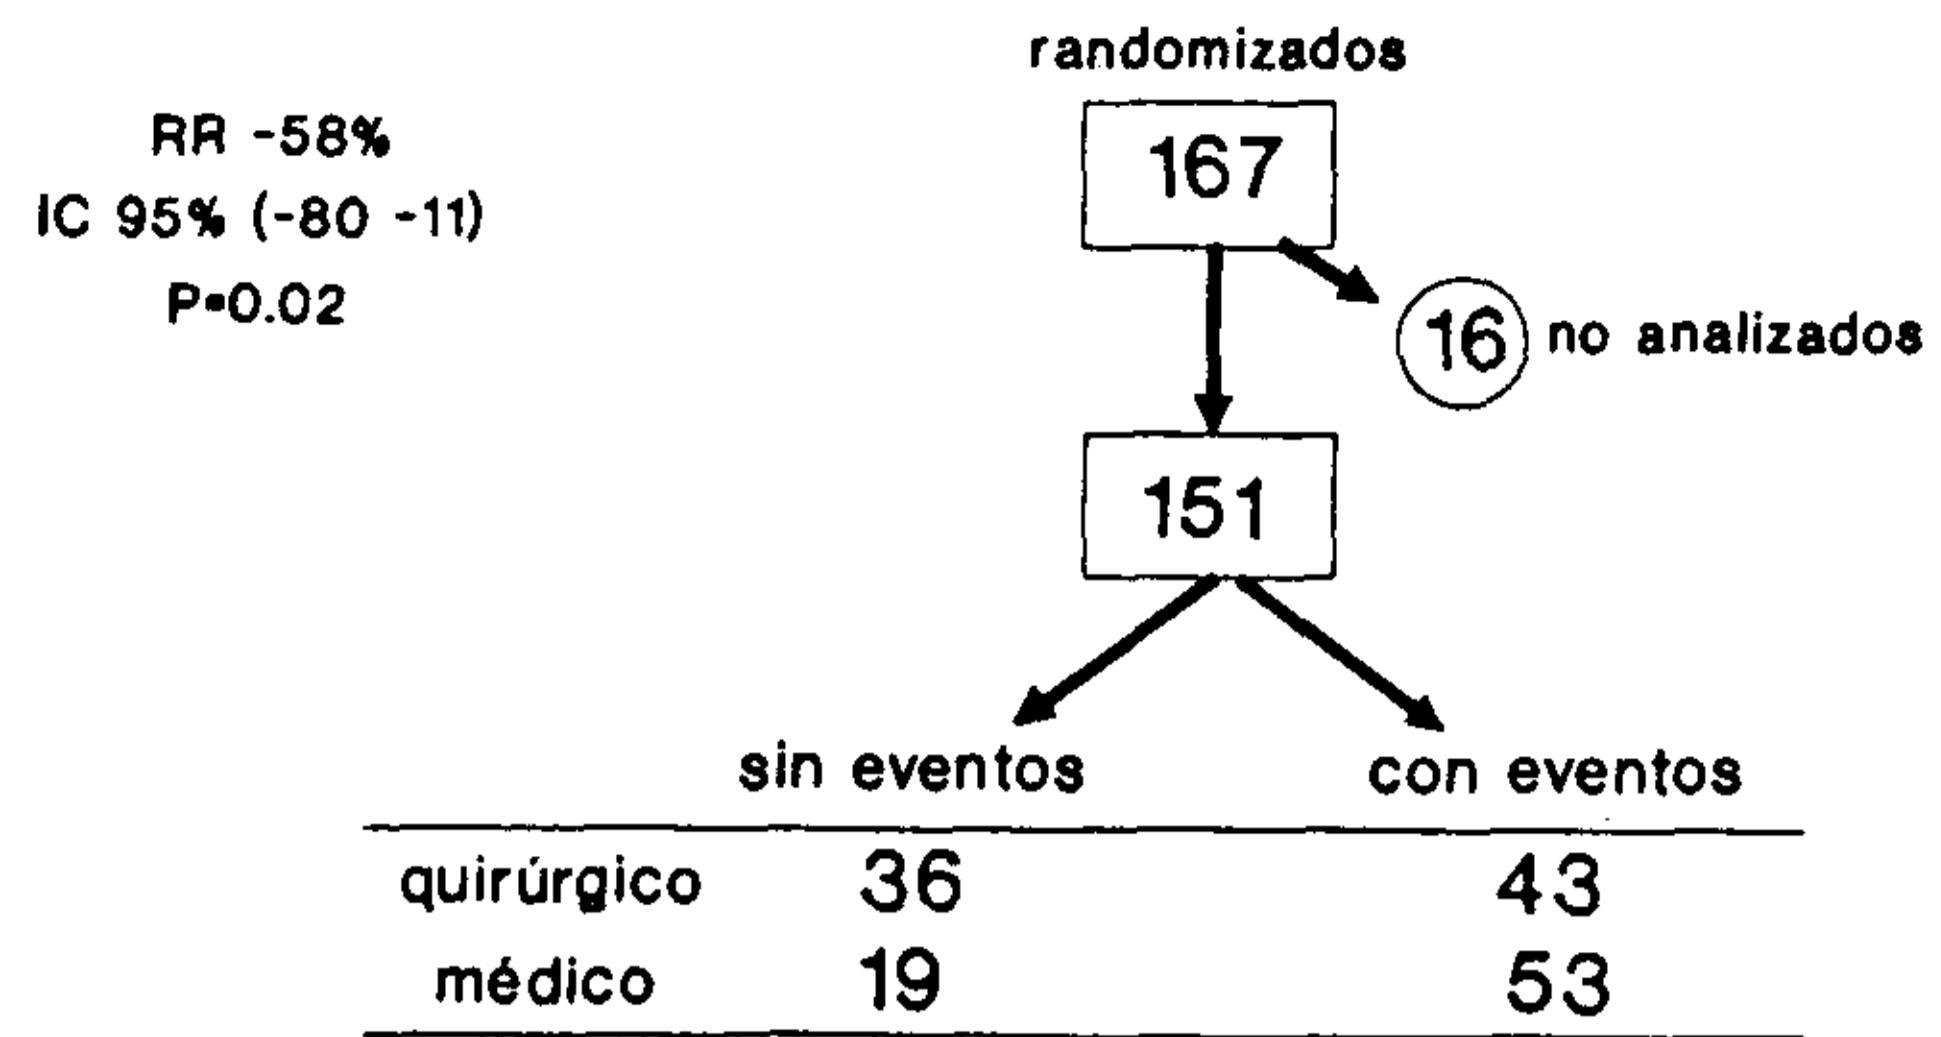 RR -58%
IC 95% (-80 -11)
P=0.02
randomizados
167
16 no analizados
151
sin eventos con eventos
quirúrgico 36 43
médico 19 53